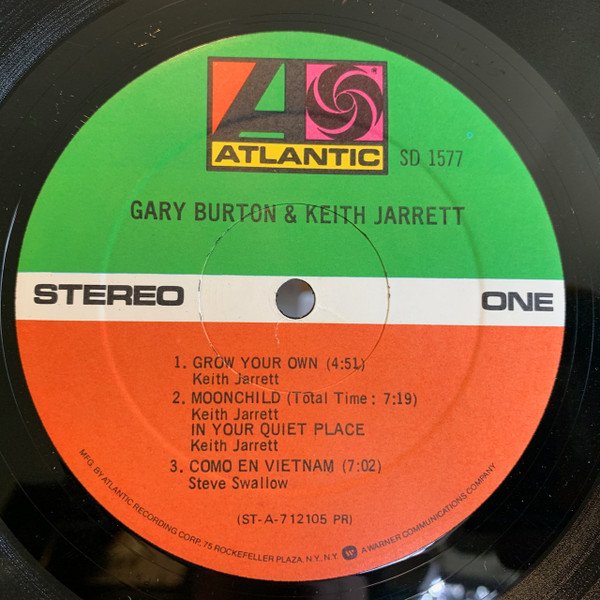 ATLANTIC
SD 1577
GARY BURTON & KEITH JARRETT
STEREO
ONE
1. GROW YOUR OWN (4:51)
Keith Jarrett
2. MOONCHILD (Total Time: 7:19)
Keith Jarrett
IN YOUR QUIET PLACE
Keith Jarrett
3. COMO EN VIETNAM (7:02)
Steve Swallow
(ST-A-712105 PR)
MFG. BY ATLANTIC RECORDING CORP., 75 ROCKEFELLER PLAZA, N.Y. N.Y. A WARNER COMMUNICATIONS COMPANY